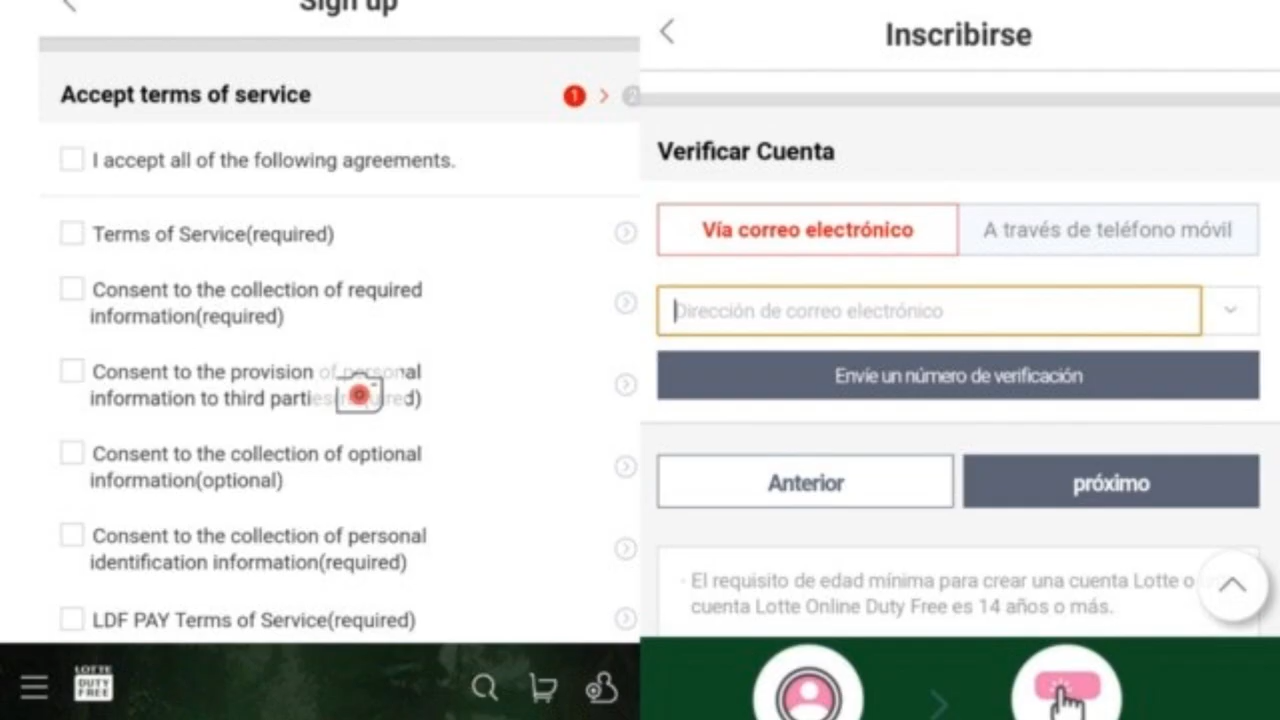 Sign up
Accept terms of service
1
2
I accept all of the following agreements.
Terms of Service(required)
Consent to the collection of required
information(required)
Consent to the provision of personal
information to third parties(required)
Consent to the collection of optional
information(optional)
Consent to the collection of personal
identification information(required)
LDF PAY Terms of Service(required)
LOTTE
DUTY
FREE
Inscribirse
Verificar Cuenta
Vía correo electrónico
A través de teléfono móvil
Dirección de correo electrónico
Envíe un número de verificación
Anterior
próximo
El requisito de edad mínima para crear una cuenta Lotte o
cuenta Lotte Online Duty Free es 14 años o más.